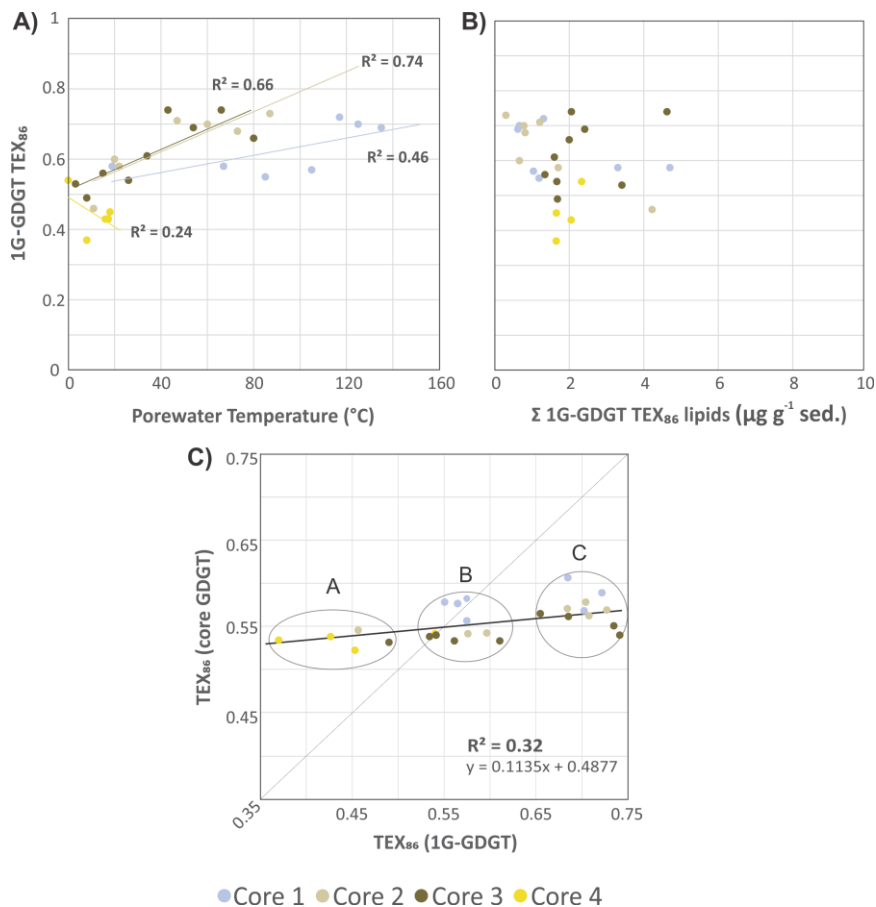 A)
1
0.8
0.6
0.4
0.2
0
1G-GDGT TEX₈₆
R² = 0.74
R² = 0.66
R² = 0.46
R² = 0.24
0 40 80 120 160
Porewater Temperature (°C)
B)
0 2 4 6 8 10
Σ 1G-GDGT TEX₈₆ lipids (µg g⁻¹ sed.)
C)
0.75
0.65
0.55
0.45
0.35
TEX₈₆ (core GDGT)
A
B
C
R² = 0.32
y = 0.1135x + 0.4877
0.45 0.55 0.65 0.75
TEX₈₆ (1G-GDGT)
Core 1 Core 2 Core 3 Core 4